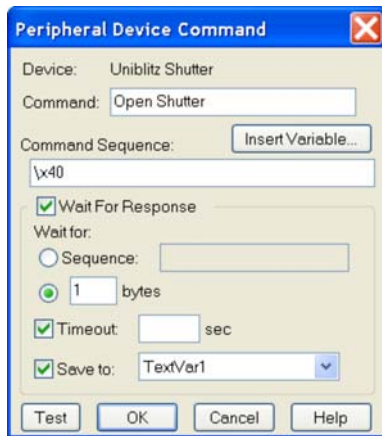 Peripheral Device Command
Device: Uniblitz Shutter
Command: Open Shutter
Command Sequence: Insert Variable...
\x40
Wait For Response
Wait for:
Sequence:
1 bytes
Timeout: sec
Save to: TextVar1
Test OK Cancel Help